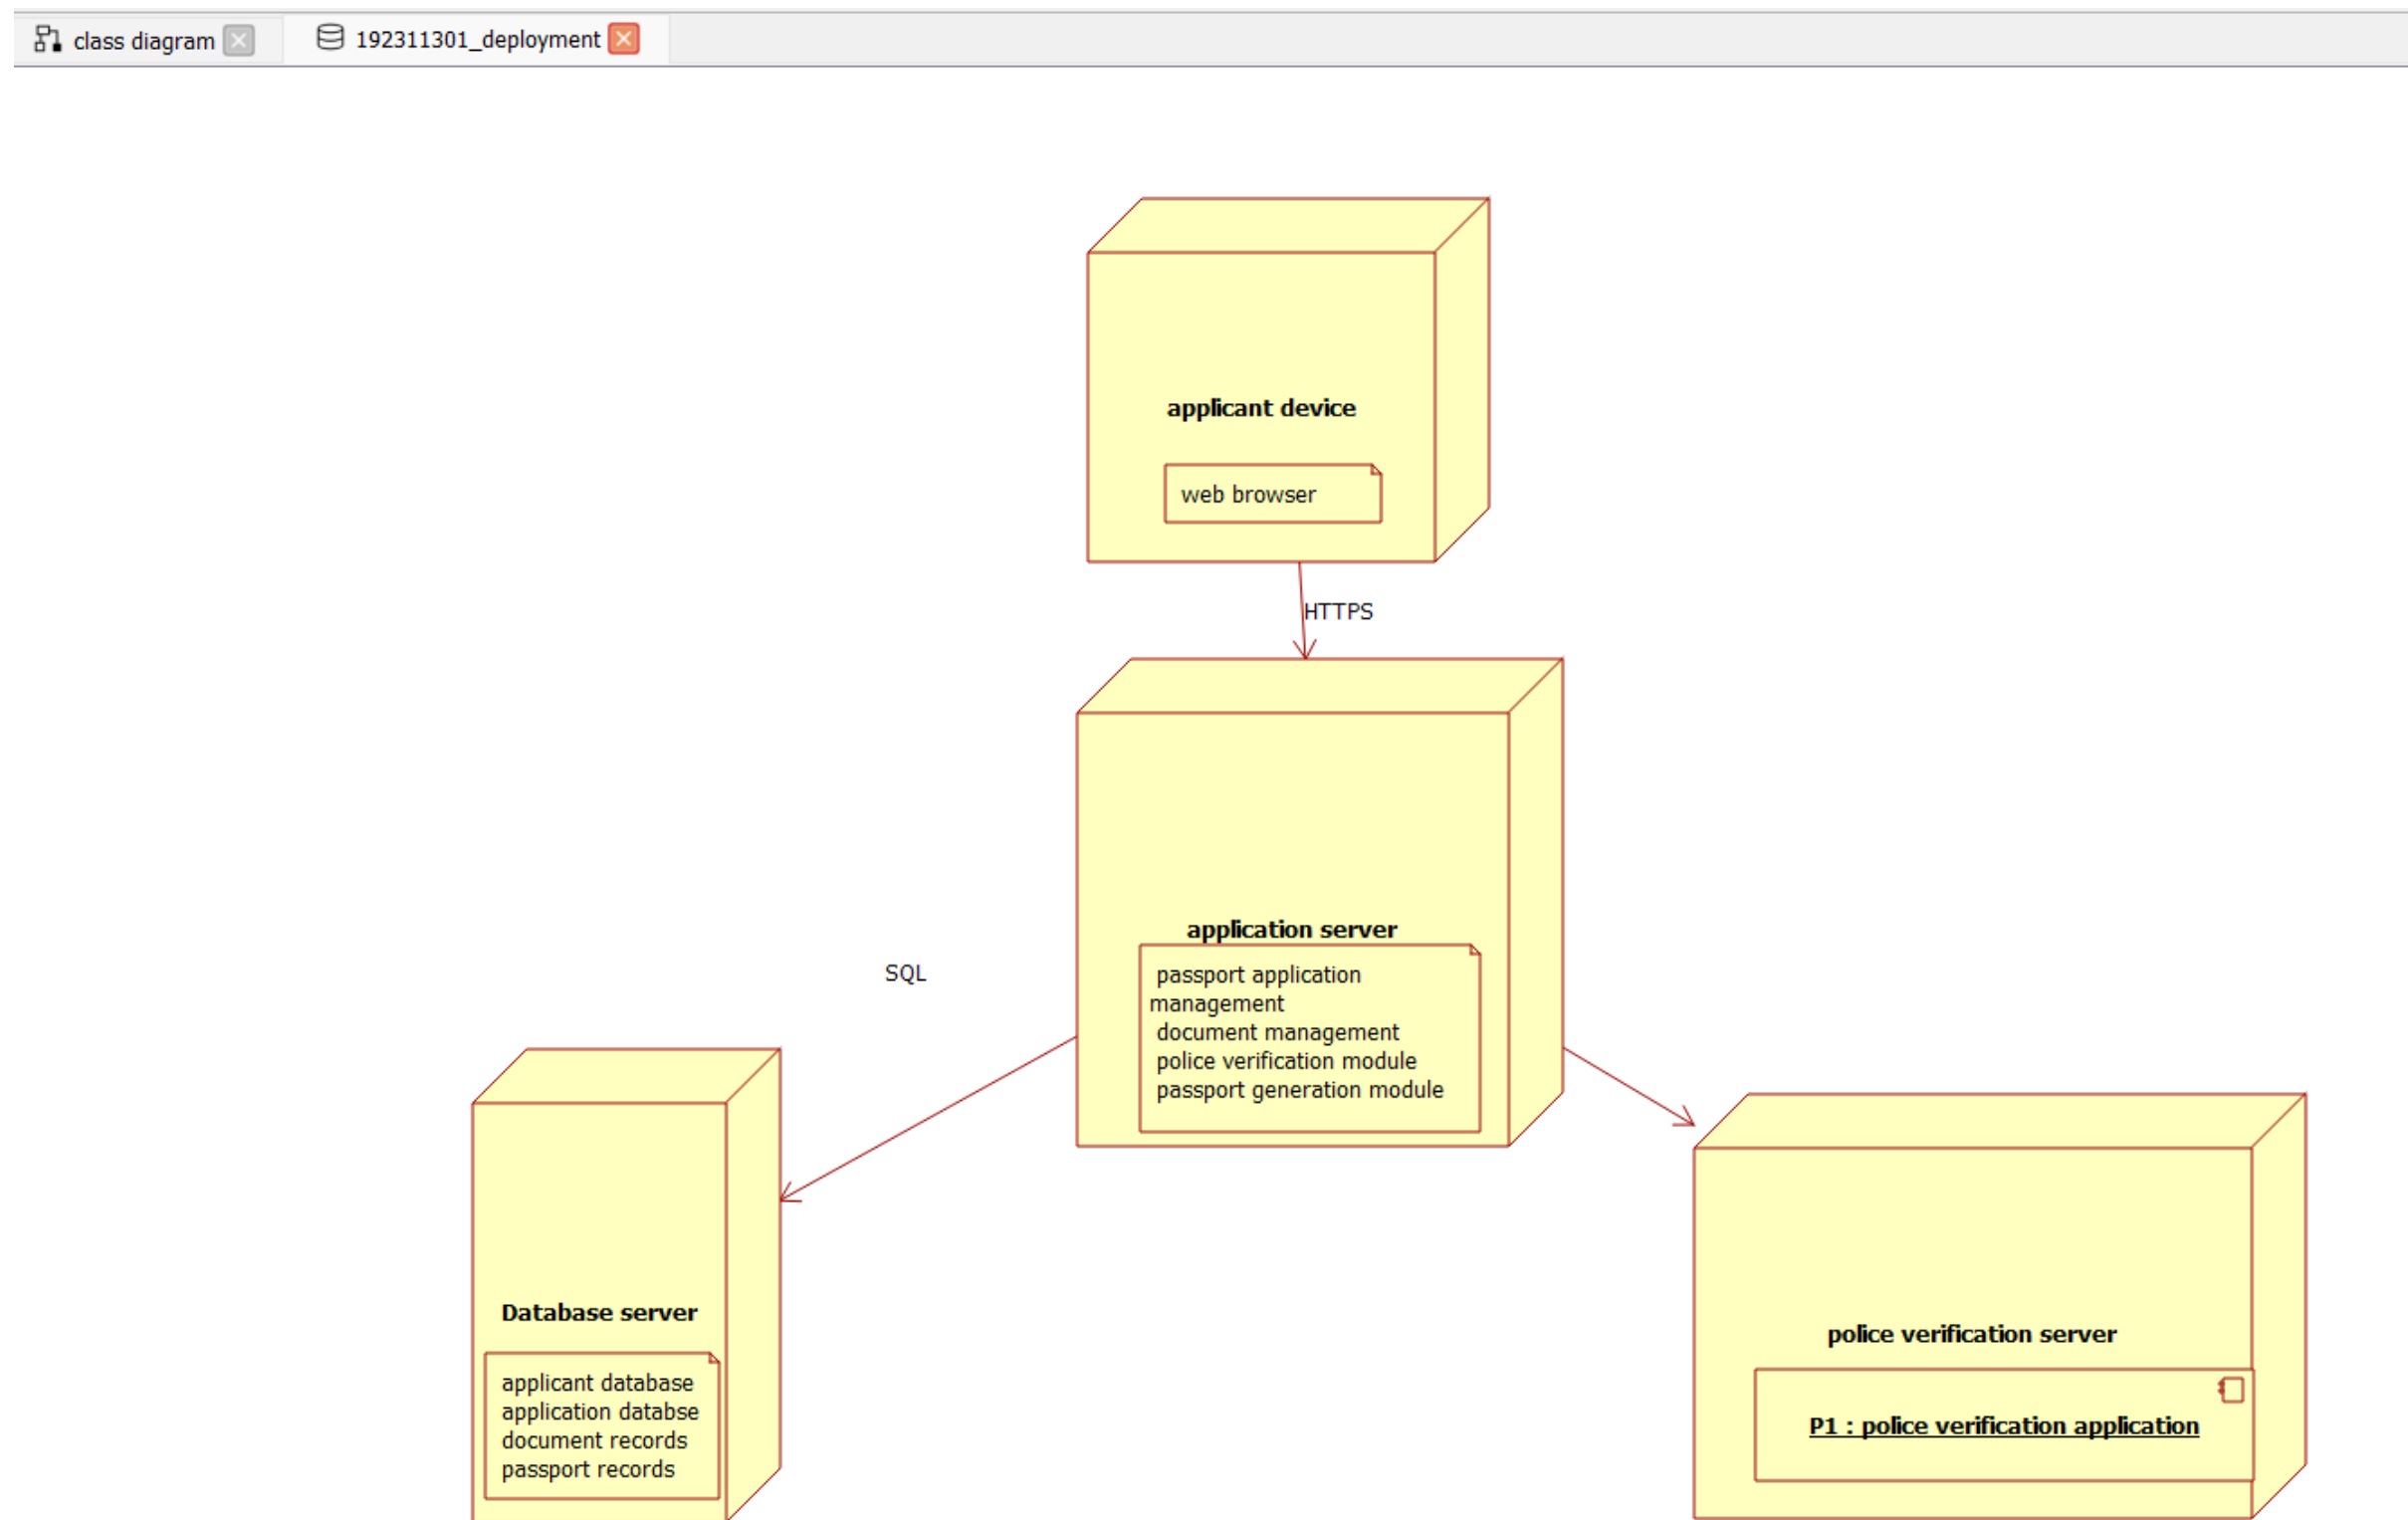 class diagram
192311301_deployment
applicant device
web browser
HTTPS
application server
passport application
management
document management
police verification module
passport generation module
SQL
Database server
applicant database
application databse
document records
passport records
police verification server
P1 : police verification application